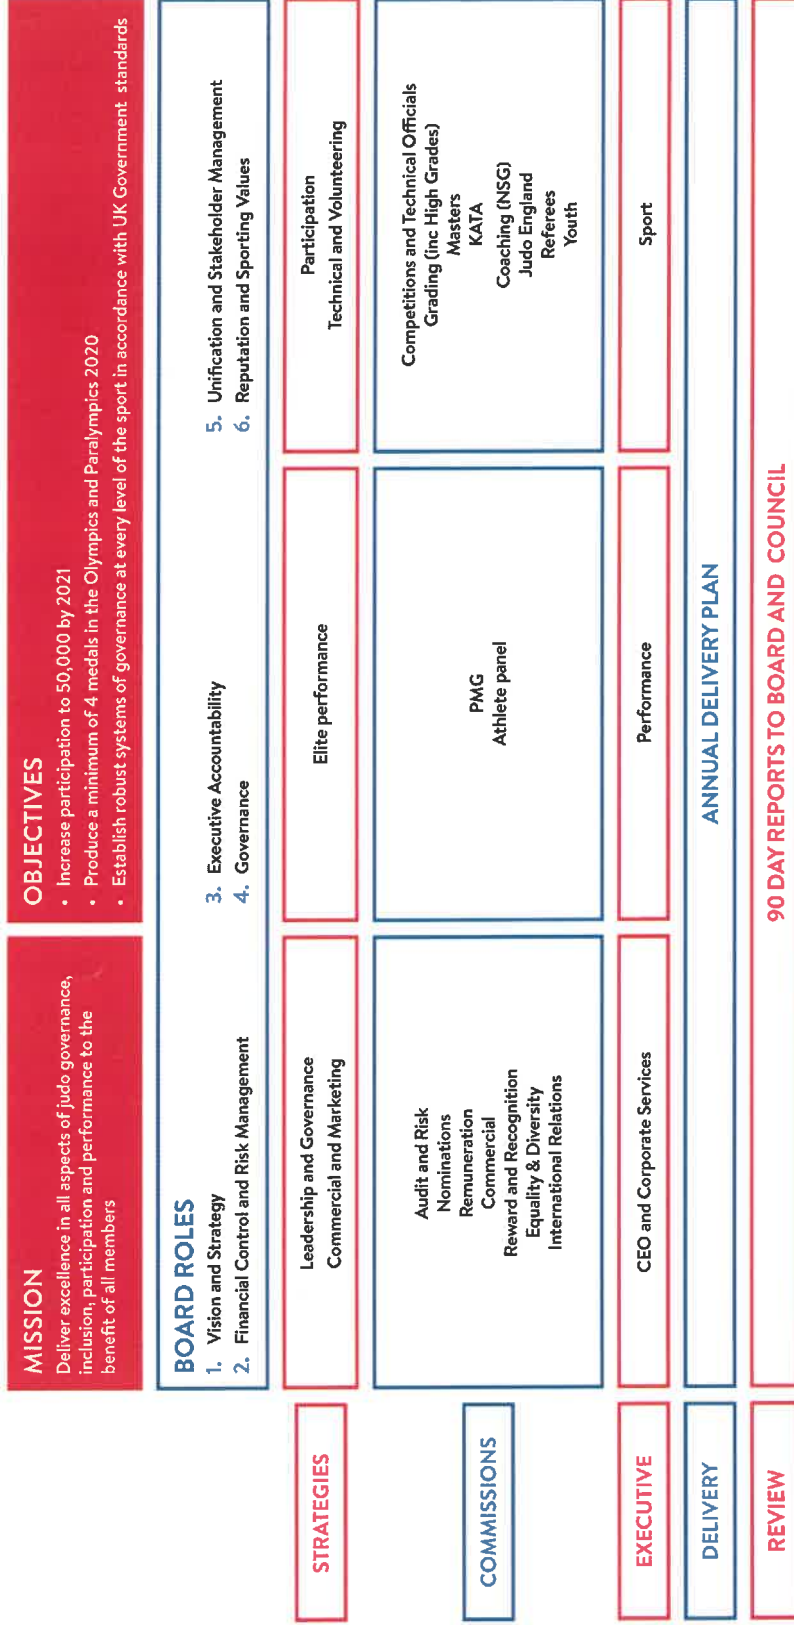 MISSION
Deliver excellence in all aspects of judo governance,
inclusion, participation and performance to the
benefit of all members
OBJECTIVES
• Increase participation to 50,000 by 2021
• Produce a minimum of 4 medals in the Olympics and Paralympics 2020
• Establish robust systems of governance at every level of the sport in accordance with UK Government standards
BOARD ROLES
1. Vision and Strategy
2. Financial Control and Risk Management
3. Executive Accountability
4. Governance
5. Unification and Stakeholder Management
6. Reputation and Sporting Values
STRATEGIES
Leadership and Governance
Commercial and Marketing
Elite performance
Participation
Technical and Volunteering
COMMISSIONS
Audit and Risk
Nominations
Remuneration
Commercial
Reward and Recognition
Equality & Diversity
International Relations
PMG
Athlete panel
Competitions and Technical Officials
Grading (inc High Grades)
Masters
KATA
Coaching (NSG)
Judo England
Referees
Youth
EXECUTIVE
CEO and Corporate Services
Performance
Sport
DELIVERY
ANNUAL DELIVERY PLAN
REVIEW
90 DAY REPORTS TO BOARD AND COUNCIL